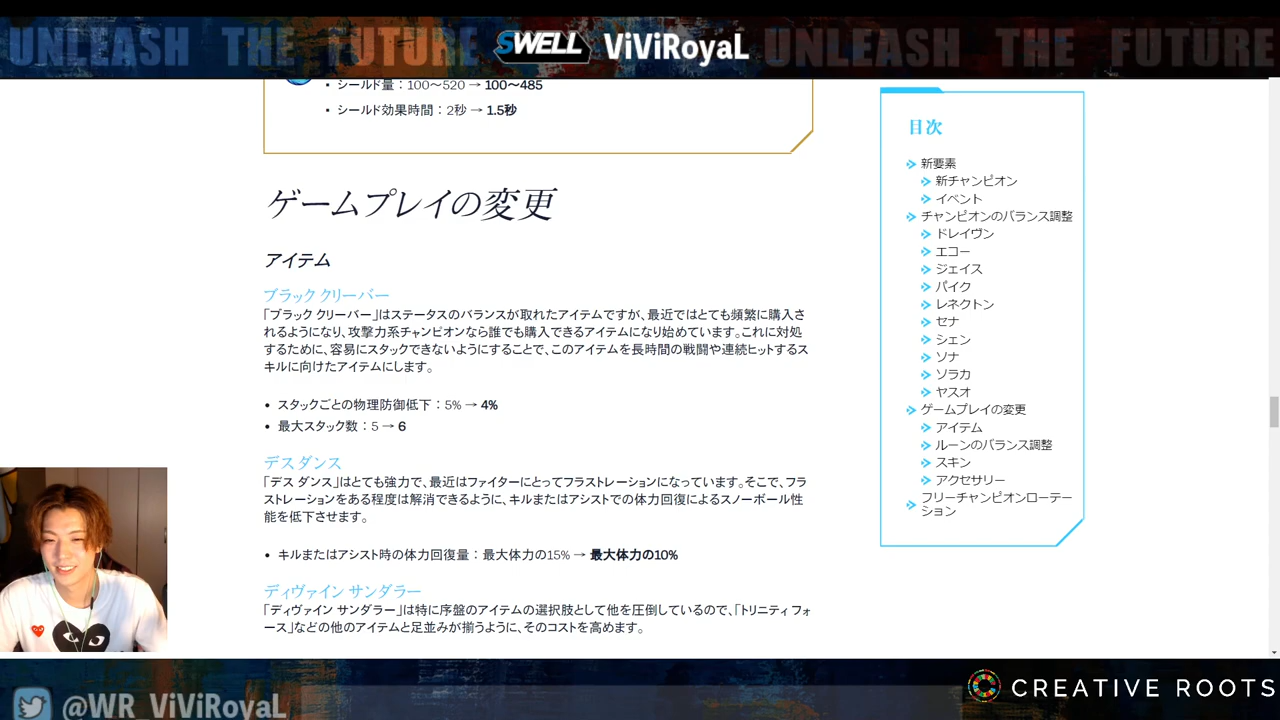 UNLEASH THE FUTURE
SWELL ViViRoyaL
UNLEASH THE FUTURE
• シールド量：100～520 → 100～485
• シールド効果時間：2秒 → 1.5秒
ゲームプレイの変更
アイテム
ブラック クリーバー
「ブラック クリーバー」はステータスのバランスが取れたアイテムですが、最近ではとても頻繁に購入さ
れるようになり、攻撃力系チャンピオンなら誰でも購入できるアイテムになり始めています。これに対処
するために、容易にスタックできないようにすることで、このアイテムを長時間の戦闘や連続ヒットするス
キルに向けたアイテムにします。
• スタックごとの物理防御低下：5% → 4%
• 最大スタック数：5 → 6
デス ダンス
「デス ダンス」はとても強力で、最近はファイターにとってフラストレーションになっています。そこで、フラ
ストレーションをある程度は解消できるように、キルまたはアシストでの体力回復によるスノーボール性
能を低下させます。
• キルまたはアシスト時の体力回復量：最大体力の15% → 最大体力の10%
ディヴァイン サンダラー
「ディヴァイン サンダラー」は特に序盤のアイテムの選択肢として他を圧倒しているので、「トリニティ フォ
ース」などの他のアイテムと足並みが揃うように、そのコストを高めます。
目次
新要素
新チャンピオン
イベント
チャンピオンのバランス調整
ドレイヴン
エコー
ジェイス
パイク
レネクトン
セナ
シェン
ソナ
ソラカ
ヤスオ
ゲームプレイの変更
アイテム
ルーンのバランス調整
スキン
アクセサリー
フリーチャンピオンローテー
ション
@WR_ViViRoyaL
CREATIVE ROOTS